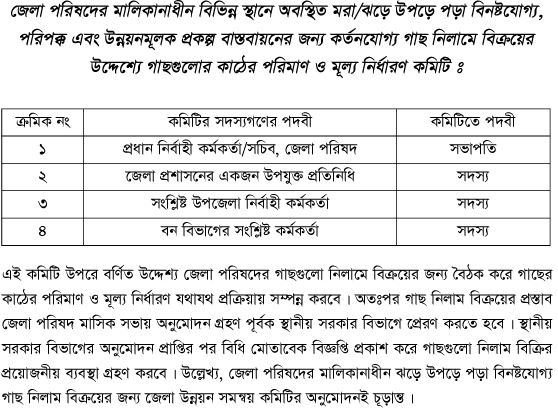 জেলা পরিষদের মালিকানাধীন বিভিন্ন স্থানে অবস্থিত মরা/ঝড়ে উপড়ে পড়া বিনষ্টযোগ্য,
পরিপক্ক এবং উন্নয়নমূলক প্রকল্প বাস্তবায়নের জন্য কর্তনযোগ্য গাছ নিলামে বিক্রয়ের
উদ্দেশ্যে গাছগুলোর কাঠের পরিমাণ ও মূল্য নির্ধারণ কমিটি ঃ
ক্রমিক নং কমিটির সদস্যগণের পদবী কমিটিতে পদবী
১ প্রধান নির্বাহী কর্মকর্তা/সচিব, জেলা পরিষদ সভাপতি
২ জেলা প্রশাসনের একজন উপযুক্ত প্রতিনিধি সদস্য
৩ সংশ্লিষ্ট উপজেলা নির্বাহী কর্মকর্তা সদস্য
৪ বন বিভাগের সংশ্লিষ্ট কর্মকর্তা সদস্য
এই কমিটি উপরে বর্ণিত উদ্দেশ্য জেলা পরিষদের গাছগুলো নিলামে বিক্রয়ের জন্য বৈঠক করে গাছের
কাঠের পরিমাণ ও মূল্য নির্ধারণ যথাযথ প্রক্রিয়ায় সম্পন্ন করবে। অতঃপর গাছ নিলাম বিক্রয়ের প্রস্তাব
জেলা পরিষদ মাসিক সভায় অনুমোদন গ্রহণ পূর্বক স্থানীয় সরকার বিভাগে প্রেরণ করতে হবে। স্থানীয়
সরকার বিভাগের অনুমোদন প্রাপ্তির পর বিধি মোতাবেক বিজ্ঞপ্তি প্রকাশ করে গাছগুলো নিলাম বিক্রির
প্রয়োজনীয় ব্যবস্থা গ্রহণ করবে। উল্লেখ্য, জেলা পরিষদের মালিকানাধীন ঝড়ে উপড়ে পড়া বিনষ্টযোগ্য
গাছ নিলাম বিক্রয়ের জন্য জেলা উন্নয়ন সমন্বয় কমিটির অনুমোদনই চূড়ান্ত।